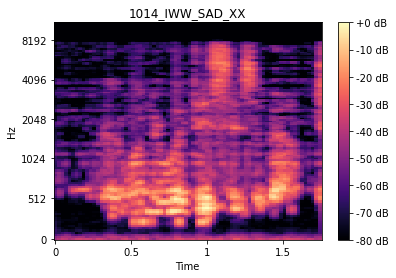 1014_IWW_SAD_XX
+0 dB
8192
-10 dB
4096
-20 dB
-30 dB
2048
Hz
-40 dB
1024
-50 dB
512
-60 dB
-70 dB
0
-80 dB
0 0.5 1 1.5
Time